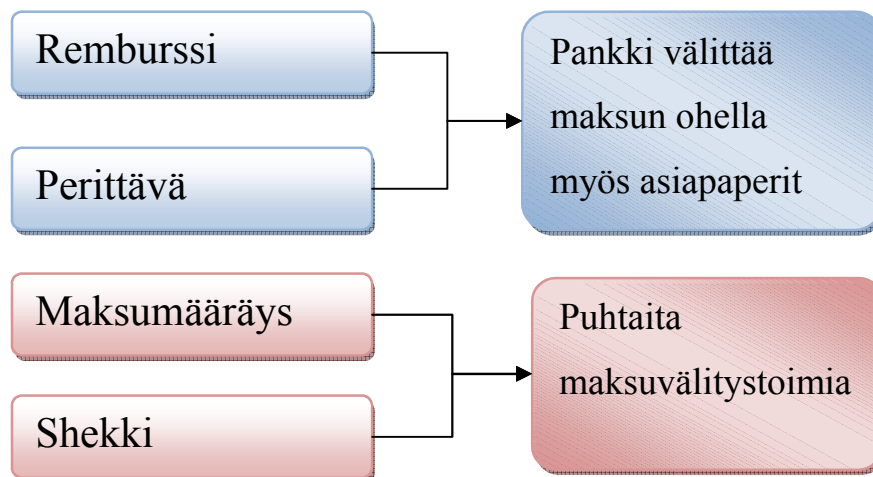 Remburssi
Perittävä
Pankki välittää
maksun ohella
myös asiapaperit
Maksumääräys
Shekki
Puhtaita
maksuvälitystoimia